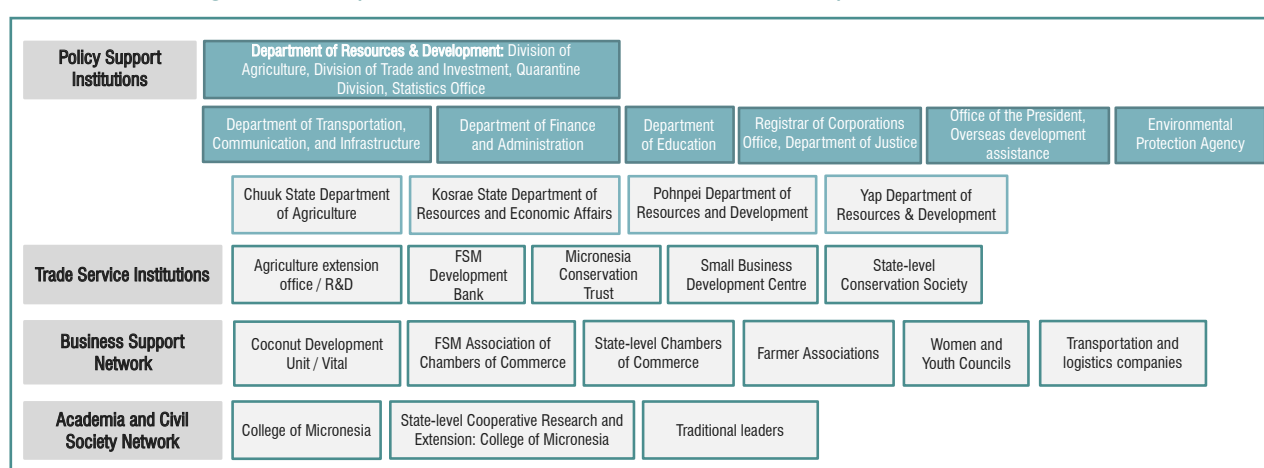 Policy Support
Institutions
Department of Resources & Development: Division of
Agriculture, Division of Trade and Investment, Quarantine
Division, Statistics Office
Department of Transportation,
Communication, and Infrastructure
Department of Finance
and Administration
Department
of Education
Registrar of Corporations
Office, Department of Justice
Office of the President,
Overseas development
assistance
Environmental
Protection Agency
Chuuk State Department
of Agriculture
Kosrae State Department of
Resources and Economic Affairs
Pohnpei Department of
Resources and Development
Yap Department of
Resources & Development
Trade Service Institutions
Agriculture extension
office / R&D
FSM
Development
Bank
Micronesia
Conservation
Trust
Small Business
Development Centre
State-level
Conservation Society
Business Support
Network
Coconut Development
Unit / Vital
FSM Association of
Chambers of Commerce
State-level Chambers
of Commerce
Farmer Associations
Women and
Youth Councils
Transportation and
logistics companies
Academia and Civil
Society Network
College of Micronesia
State-level Cooperative Research and
Extension: College of Micronesia
Traditional leaders